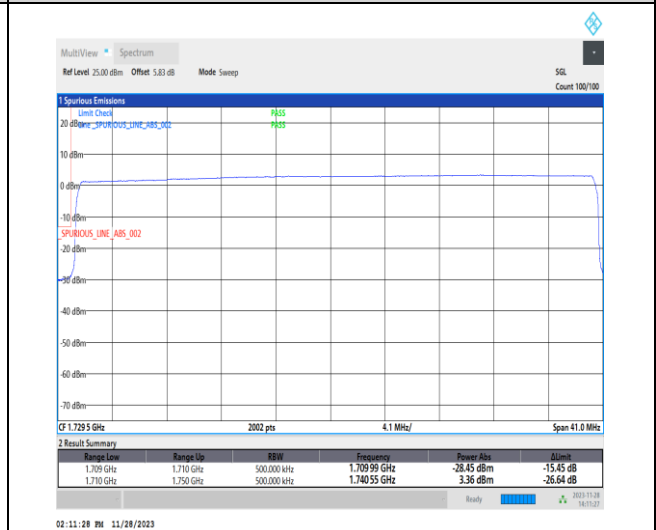 MultiView Spectrum
Ref Level 25.00 dBm Offset 5.83 dB Mode Sweep SGL
Count 100/100
1 Spurious Emissions
Limit Check PASS
20 dBm Line _SPURIOUS_LINE_ABS_002 PASS
10 dBm
0 dBm
-10 dBm
_SPURIOUS_LINE_ABS_002
-20 dBm
-30 dBm
-40 dBm
-50 dBm
-60 dBm
-70 dBm
CF 1.729 5 GHz 2002 pts 4.1 MHz/ Span 41.0 MHz
2 Result Summary
Range Low Range Up RBW Frequency Power Abs ΔLimit
1.709 GHz 1.710 GHz 500.000 kHz 1.709 99 GHz -28.45 dBm -15.45 dB
1.710 GHz 1.750 GHz 500.000 kHz 1.740 55 GHz 3.36 dBm -26.64 dB
Ready 2023-11-28
14:11:27
02:11:28 PM 11/28/2023